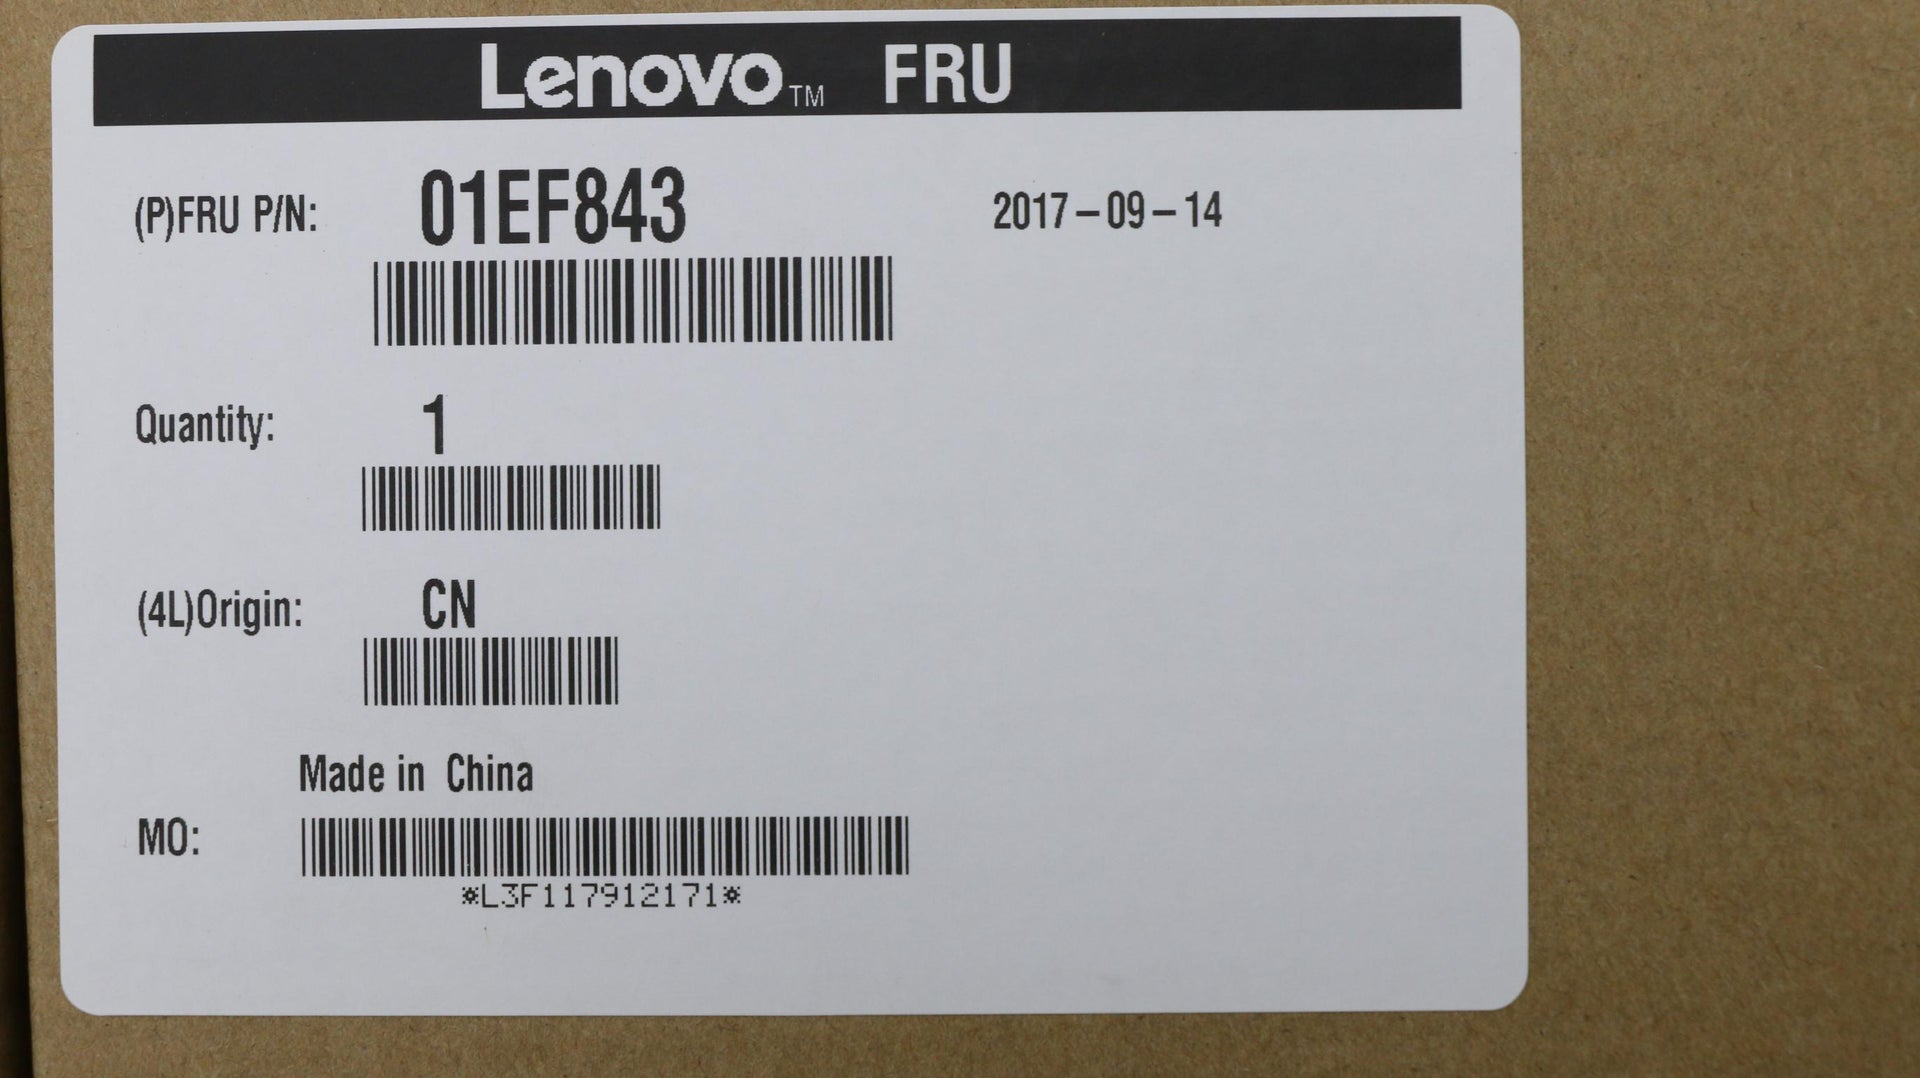 Lenovo™ FRU
(P)FRU P/N: 01EF843 2017-09-14
Quantity: 1
(4L)Origin: CN
Made in China
MO:
*L3F117912171*